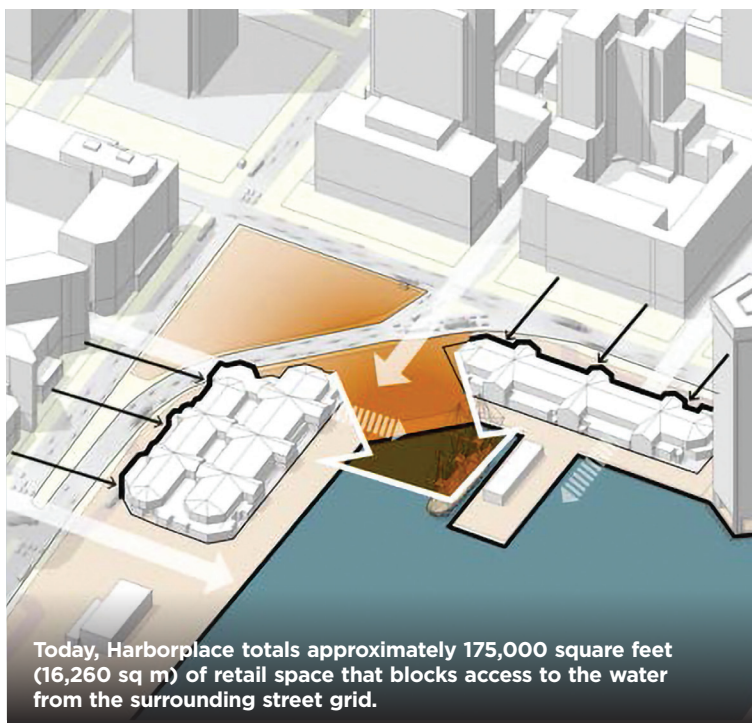 Today, Harborplace totals approximately 175,000 square feet
(16,260 sq m) of retail space that blocks access to the water
from the surrounding street grid.